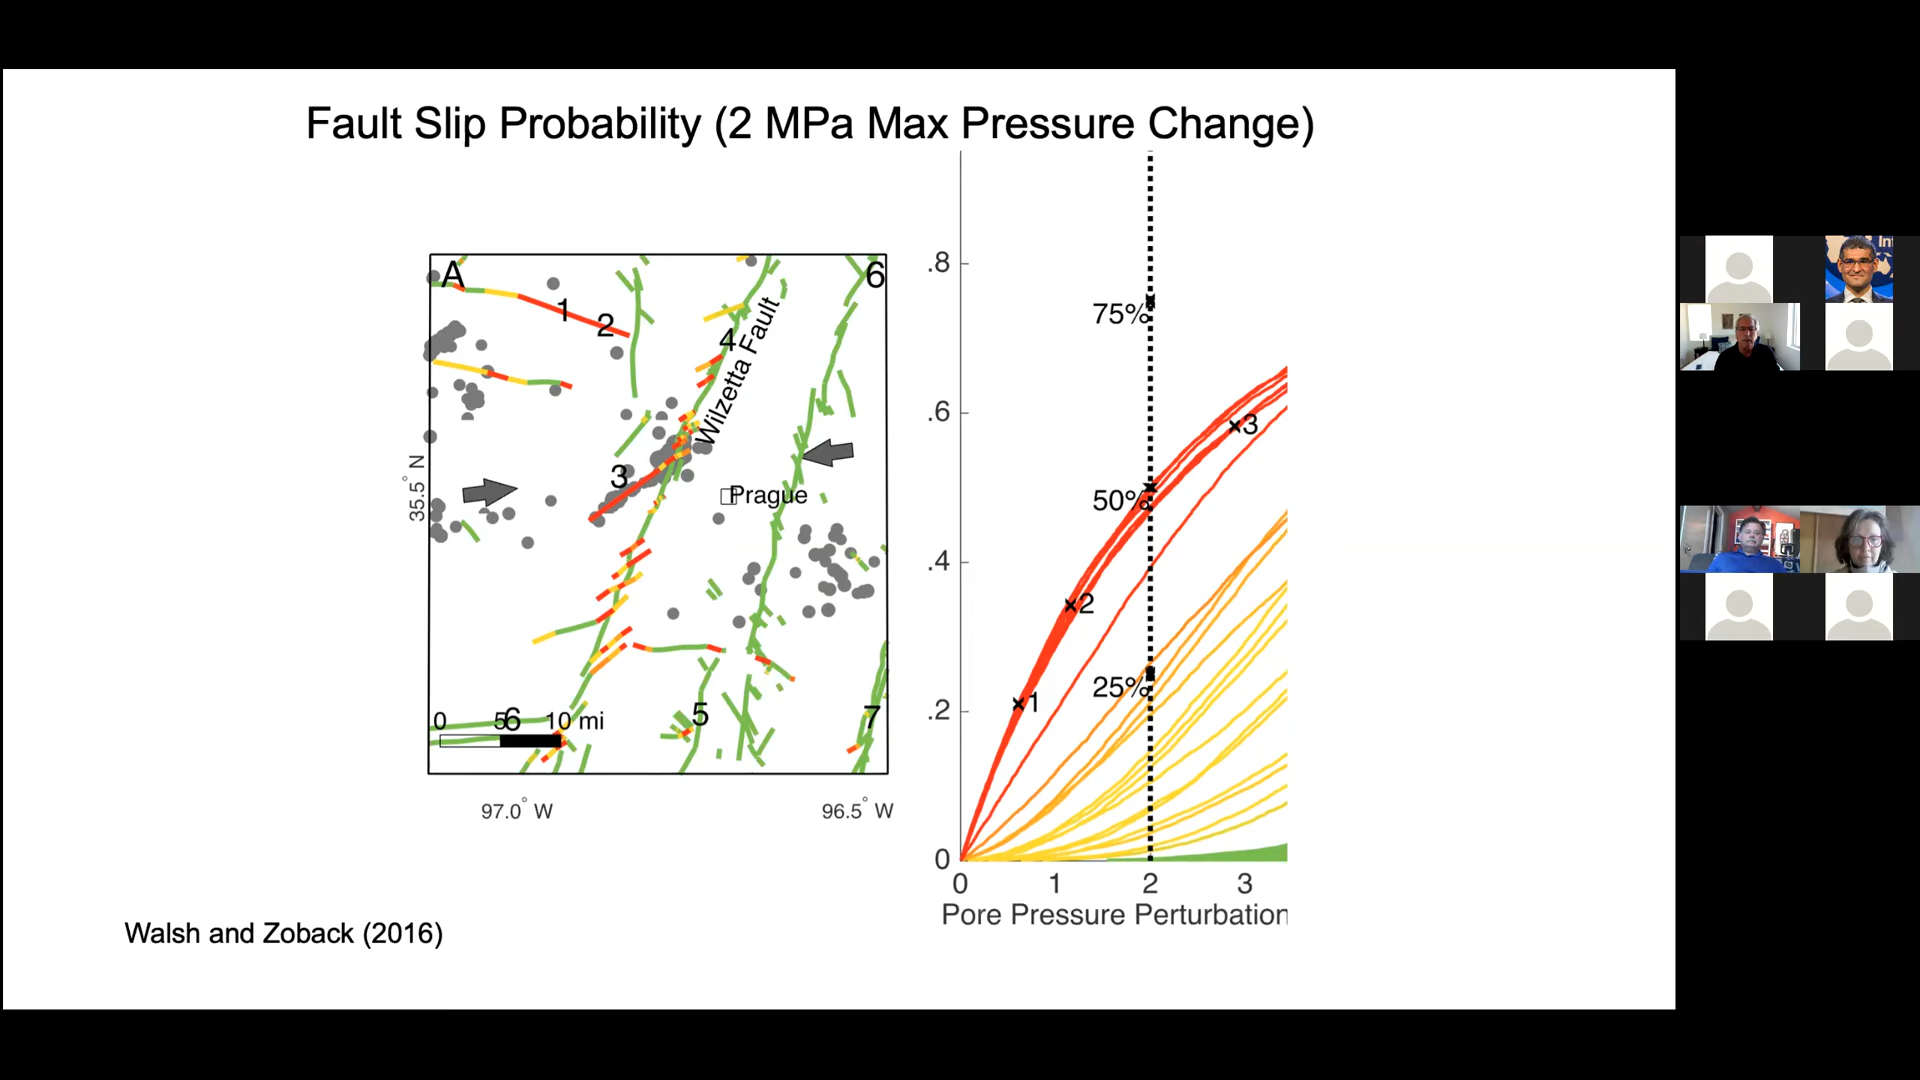 Fault Slip Probability (2 MPa Max Pressure Change)
A
6
1
2
4
Wilzetta Fault
3
Prague
35.5° N
0
5
6
10 mi
5
7
97.0° W
96.5° W
.8
75%
.6
3
50%
.4
2
25%
1
.2
0
0
1
2
3
Pore Pressure Perturbation
Walsh and Zoback (2016)